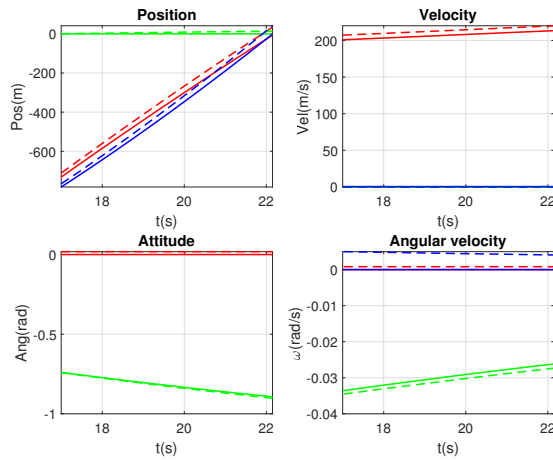 Position
0
-200
-400
-600
Pos(m)
18
20
22
t(s)
Velocity
200
150
100
50
0
Vel(m/s)
18
20
22
t(s)
Attitude
0
-0.5
-1
Ang(rad)
18
20
22
t(s)
Angular velocity
0
-0.01
-0.02
-0.03
-0.04
ω(rad/s)
18
20
22
t(s)